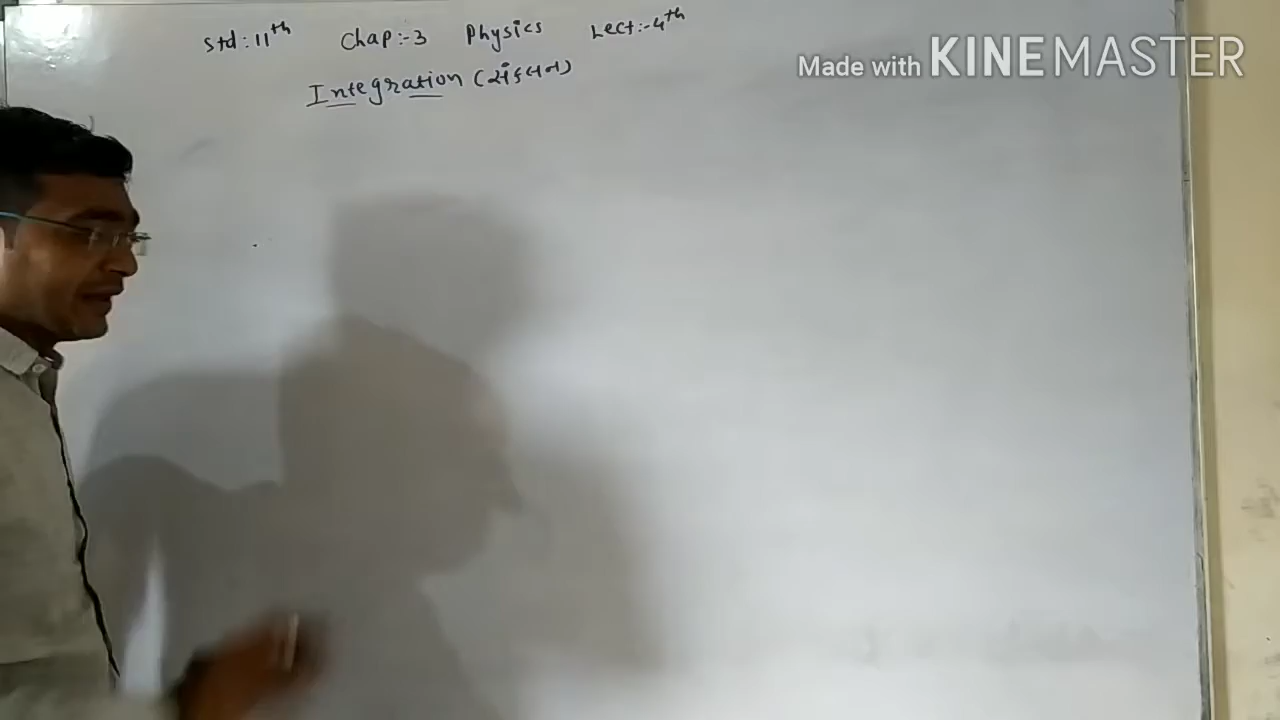 Std:11th Chap:-3 Physics Lect:-4th
Integration (સંકલન)
Made with KINEMASTER